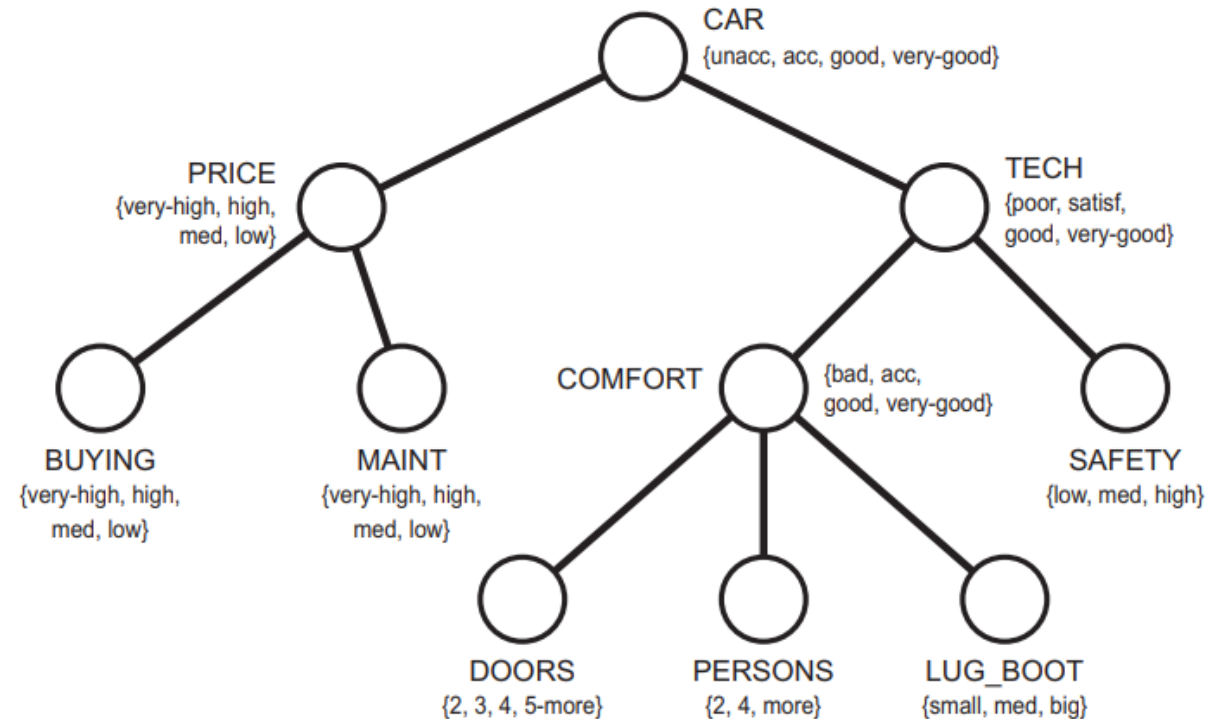 CAR
{unacc, acc, good, very-good}
PRICE
{very-high, high,
med, low}
TECH
{poor, satisf,
good, very-good}
BUYING
{very-high, high,
med, low}
MAINT
{very-high, high,
med, low}
COMFORT
{bad, acc,
good, very-good}
SAFETY
{low, med, high}
DOORS
{2, 3, 4, 5-more}
PERSONS
{2, 4, more}
LUG_BOOT
{small, med, big}